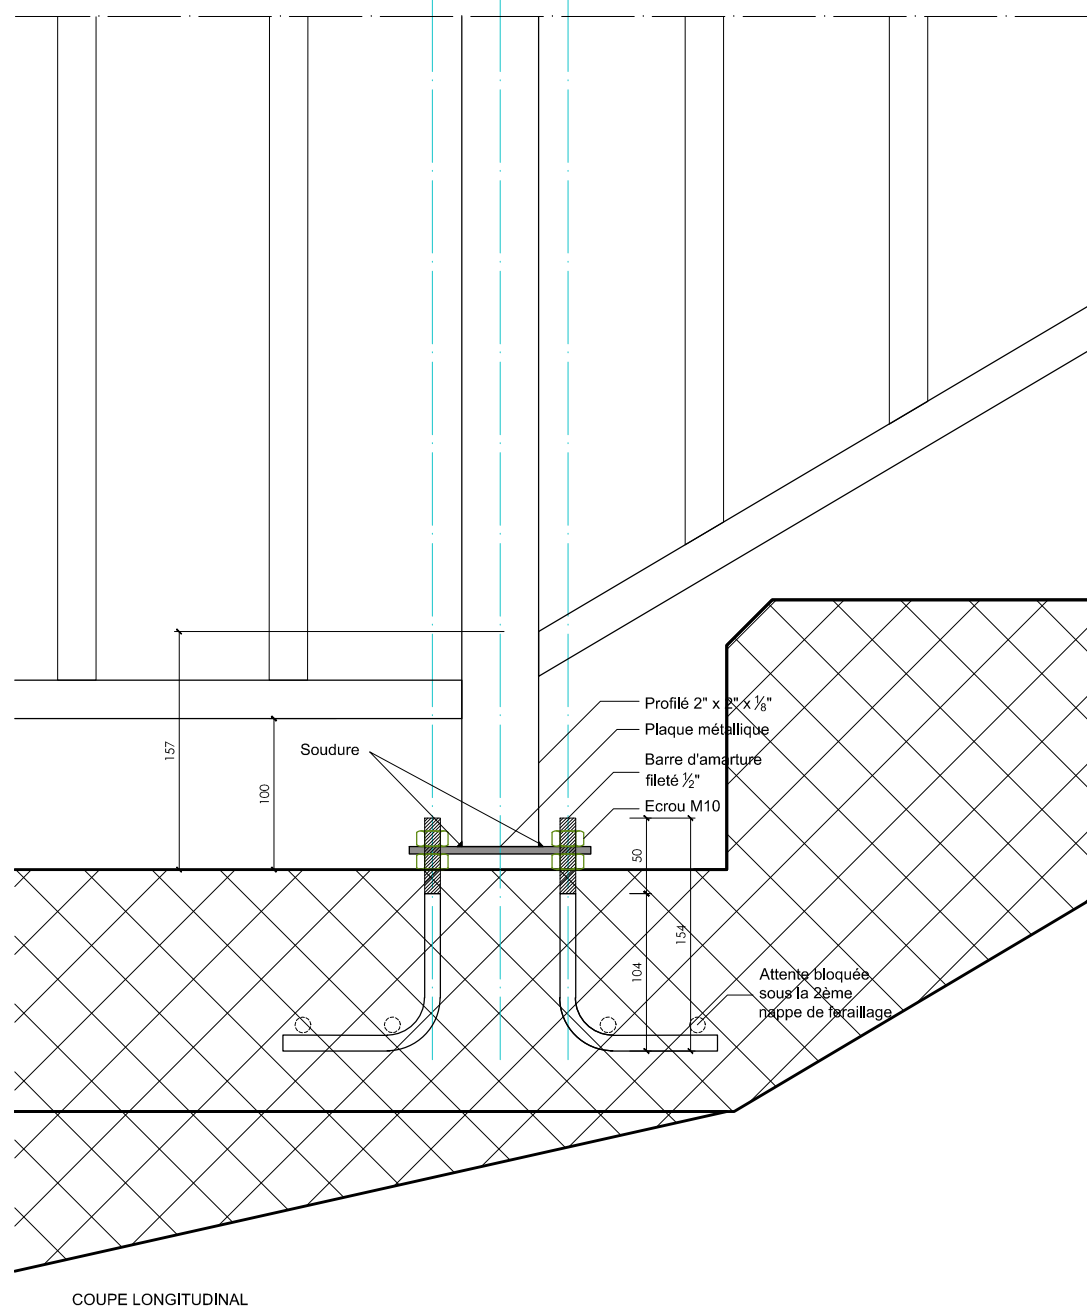 Profilé 2" x 2" x ⅛"
Plaque métallique
Soudure
Barre d'amarture
fileté ½"
Ecrou M10
157
100
50
154
104
Attente bloquée
sous la 2ème
nappe de feraillage
COUPE LONGITUDINAL